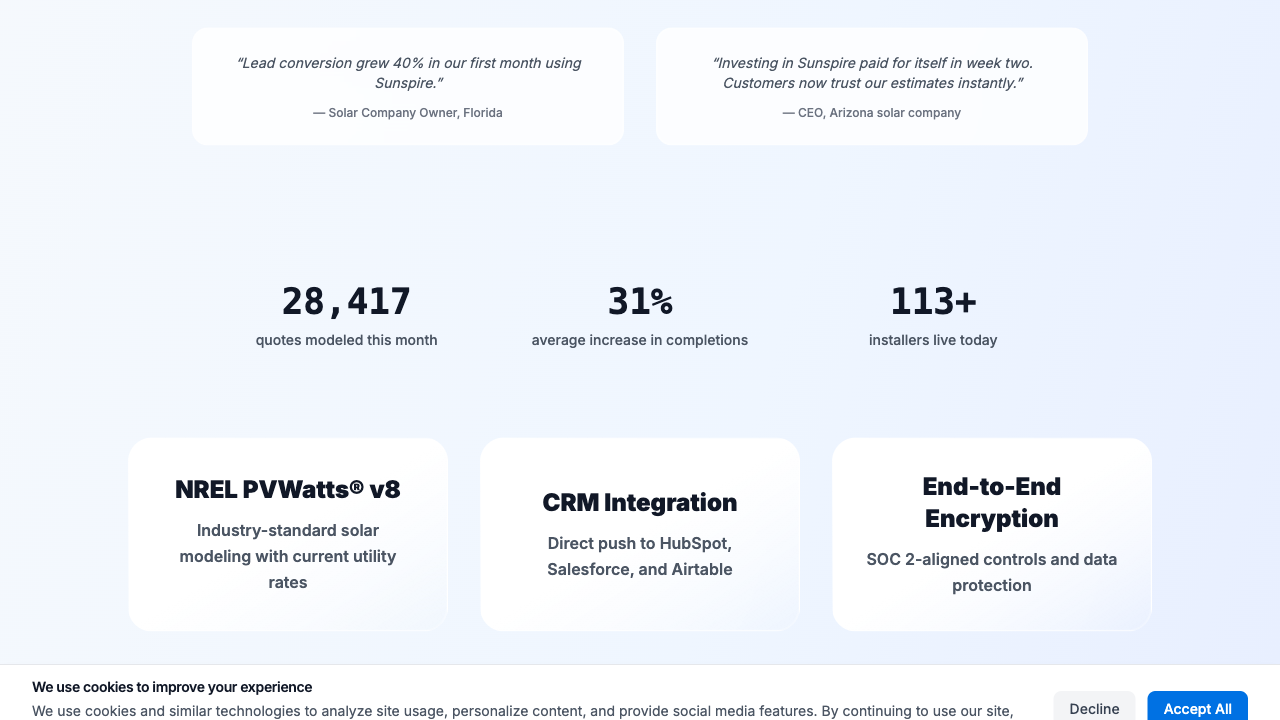 “Lead conversion grew 40% in our first month using
Sunspire.”
— Solar Company Owner, Florida
“Investing in Sunspire paid for itself in week two.
Customers now trust our estimates instantly.”
— CEO, Arizona solar company
28,417
quotes modeled this month
31%
average increase in completions
113+
installers live today
NREL PVWatts® v8
Industry-standard solar
modeling with current utility
rates
CRM Integration
Direct push to HubSpot,
Salesforce, and Airtable
End-to-End
Encryption
SOC 2-aligned controls and data
protection
We use cookies to improve your experience
We use cookies and similar technologies to analyze site usage, personalize content, and provide social media features. By continuing to use our site,
Decline
Accept All